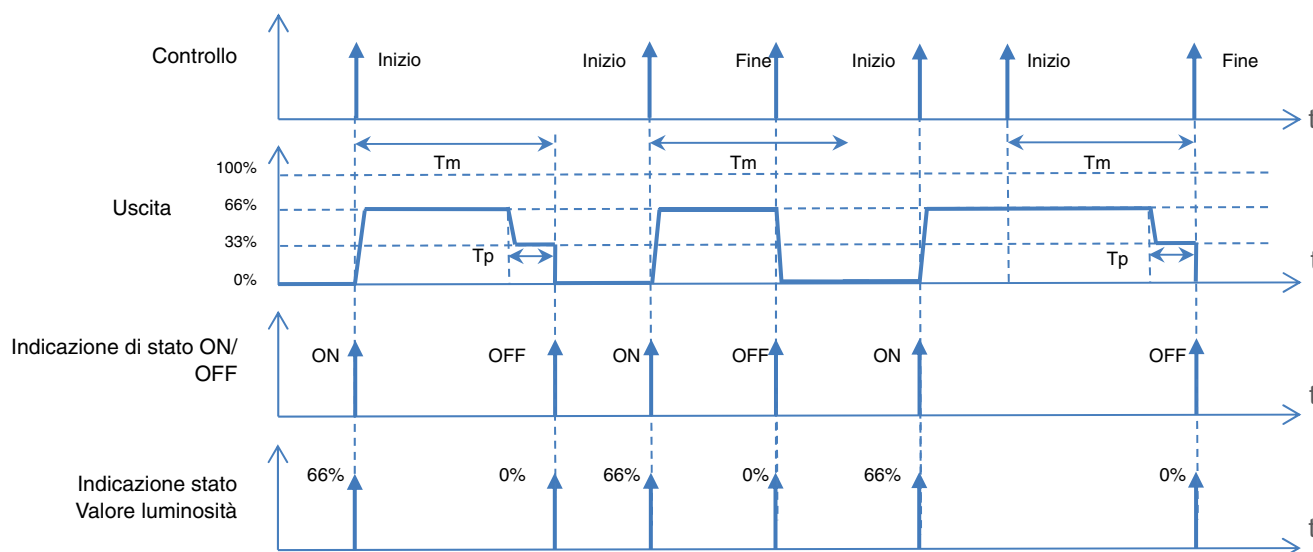 Controllo
Inizio Inizio Fine Inizio Inizio Fine
t
Tm Tm Tm
100%
Uscita
66%
33%
Tp Tp
0%
t
Indicazione di stato ON/
OFF
ON OFF ON OFF ON OFF
t
66% 0% 66% 0% 66% 0%
Indicazione stato
Valore luminosità
t